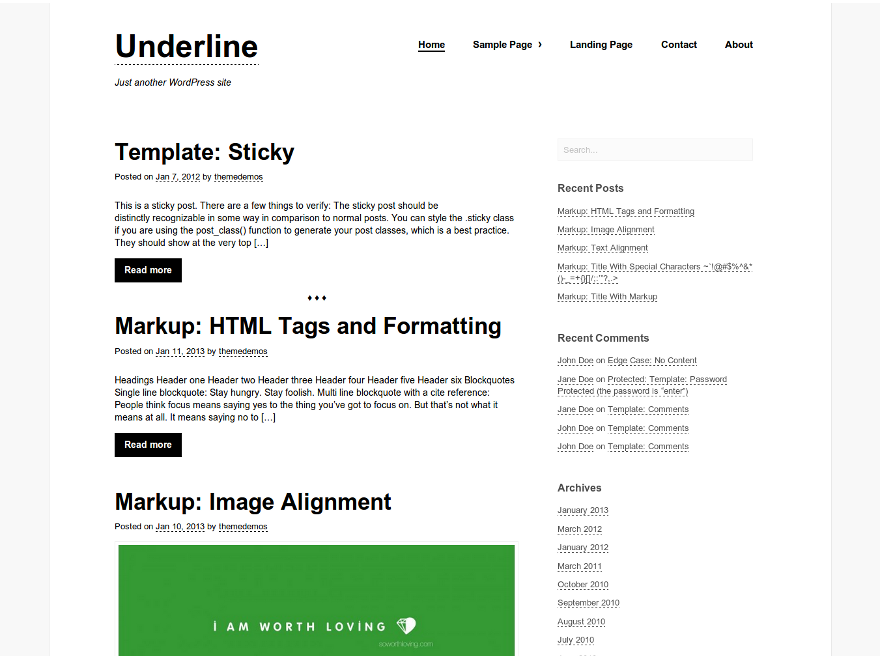 Underline
Home Sample Page › Landing Page Contact About
Just another WordPress site
Template: Sticky
Posted on Jan 7, 2012 by themedemos
This is a sticky post. There are a few things to verify: The sticky post should be
distinctly recognizable in some way in comparison to normal posts. You can style the .sticky class
if you are using the post_class() function to generate your post classes, which is a best practice.
They should show at the very top […]
Read more
♦ ♦ ♦
Markup: HTML Tags and Formatting
Posted on Jan 11, 2013 by themedemos
Headings Header one Header two Header three Header four Header five Header six Blockquotes
Single line blockquote: Stay hungry. Stay foolish. Multi line blockquote with a cite reference:
People think focus means saying yes to the thing you've got to focus on. But that's not what it
means at all. It means saying no to […]
Read more
Markup: Image Alignment
Posted on Jan 10, 2013 by themedemos
I AM WORTH LOVING
soworthloving.com
Search...
Recent Posts
Markup: HTML Tags and Formatting
Markup: Image Alignment
Markup: Text Alignment
Markup: Title With Special Characters ~`!@#$%^&*
()-_=+{}[]/;:'"?,.>
Markup: Title With Markup
Recent Comments
John Doe on Edge Case: No Content
Jane Doe on Protected: Template: Password
Protected (the password is "enter")
Jane Doe on Template: Comments
John Doe on Template: Comments
John Doe on Template: Comments
Archives
January 2013
March 2012
January 2012
March 2011
October 2010
September 2010
August 2010
July 2010